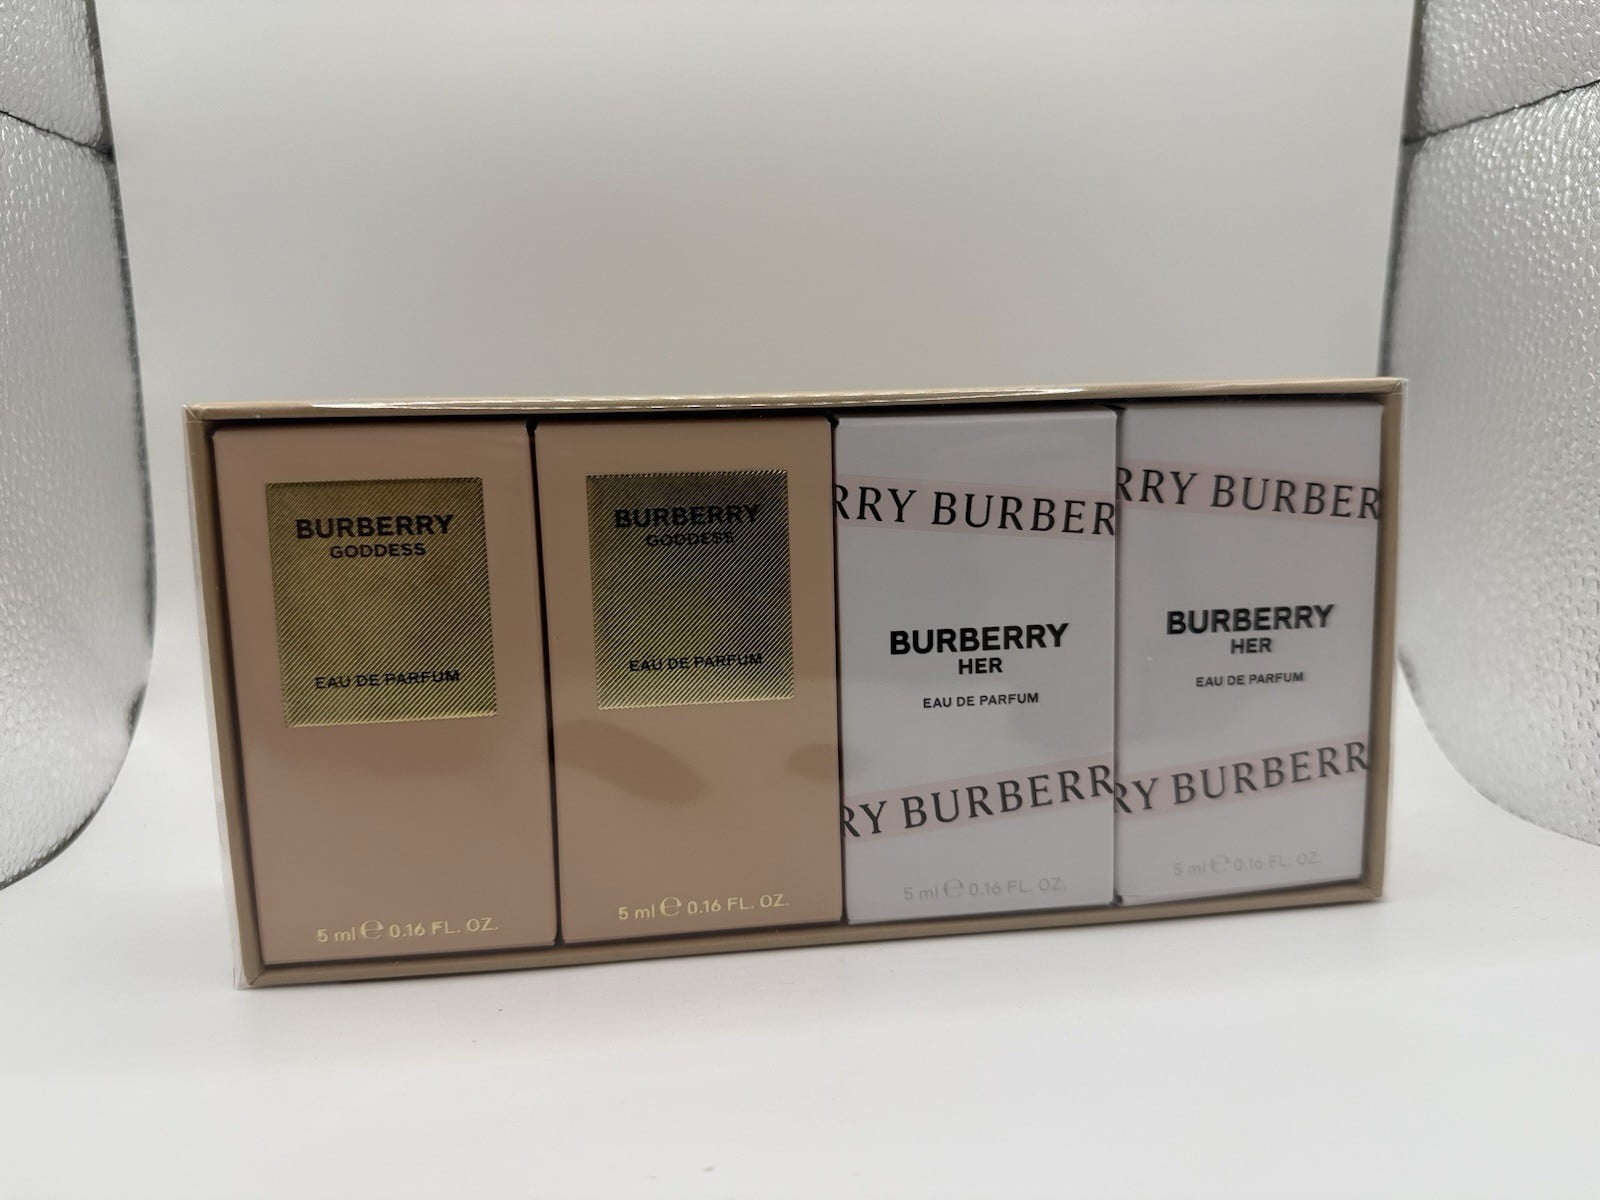 BURBERRY
GODDESS
EAU DE PARFUM
5 ml ℮ 0.16 FL. OZ.
BURBERRY
GODDESS
EAU DE PARFUM
5 ml ℮ 0.16 FL. OZ.
RRY BURBER
BURBERRY
HER
EAU DE PARFUM
RY BURBERR
5 ml ℮ 0.16 FL. OZ.
RRY BURBER
BURBERRY
HER
EAU DE PARFUM
RY BURBERR
5 ml ℮ 0.16 FL. OZ.